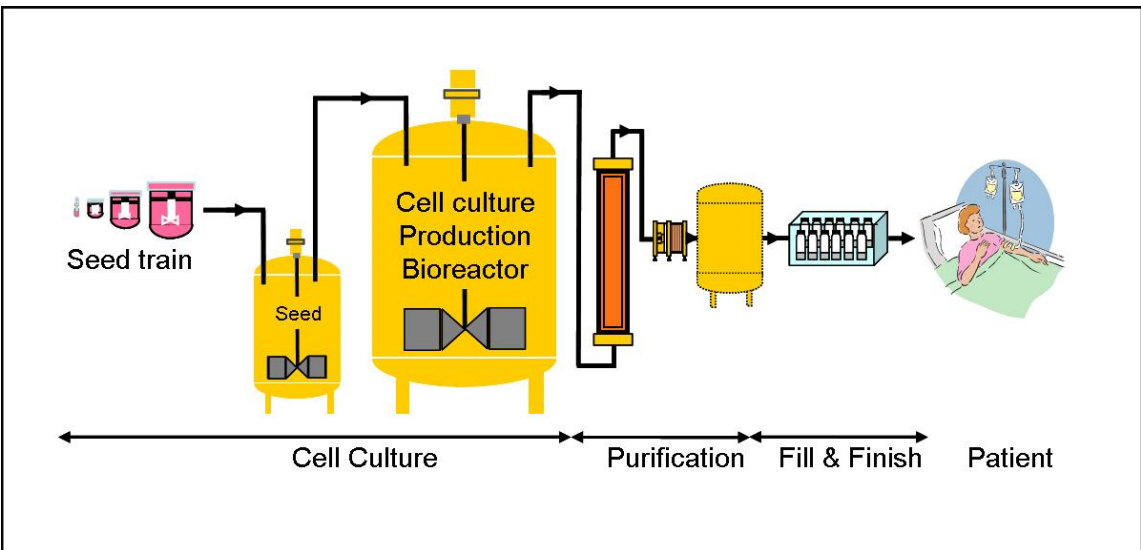 Seed train
Seed
Cell culture
Production
Bioreactor
Cell Culture
Purification
Fill & Finish
Patient